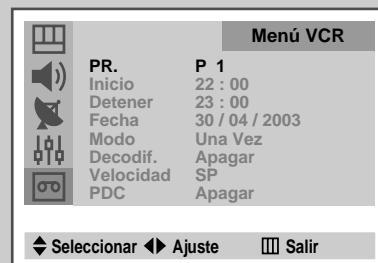 Menú VCR
PR. P 1
Inicio 22 : 00
Detener 23 : 00
Fecha 30 / 04 / 2003
Modo Una Vez
Decodif. Apagar
Velocidad SP
PDC Apagar
Seleccionar Ajuste Salir